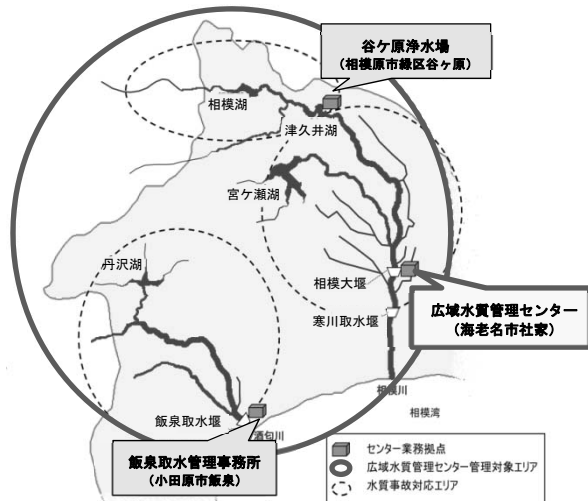 谷ケ原浄水場
(相模原市緑区谷ヶ原)
相模湖
津久井湖
宮ケ瀬湖
丹沢湖
相模大堰
広域水質管理センター
(海老名市社家)
寒川取水堰
相模川
相模湾
飯泉取水堰
酒匂川
飯泉取水管理事務所
(小田原市飯泉)
センター業務拠点
広域水質管理センター管理対象エリア
水質事故対応エリア